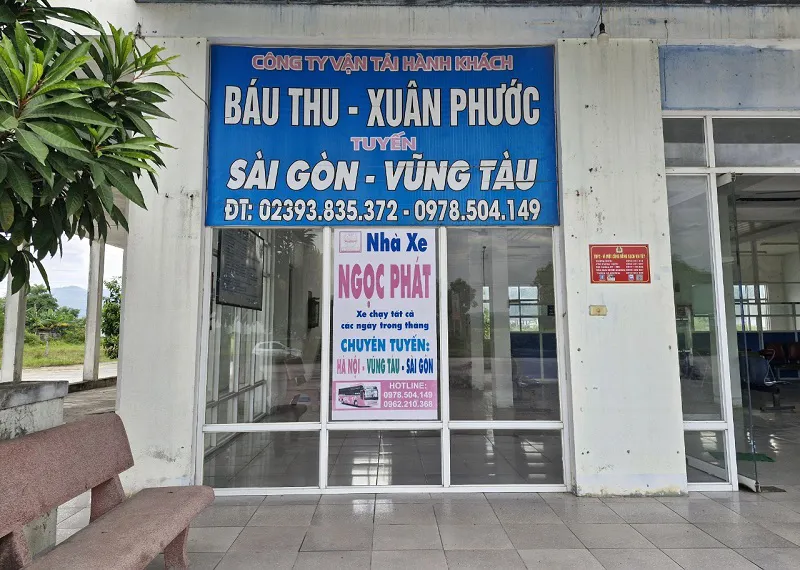 CÔNG TY VẬN TẢI HÀNH KHÁCH
BÁU THU - XUÂN PHƯỚC
TUYẾN
SÀI GÒN - VŨNG TÀU
ĐT: 02393.835.372 - 0978.504.149
Nhà Xe
NGỌC PHÁT
Xe chạy tất cả
các ngày trong tháng
CHUYÊN TUYẾN:
HÀ NỘI - VŨNG TAU - SÀI GÒN
HOTLINE:
0978.504.149
0962.210.368